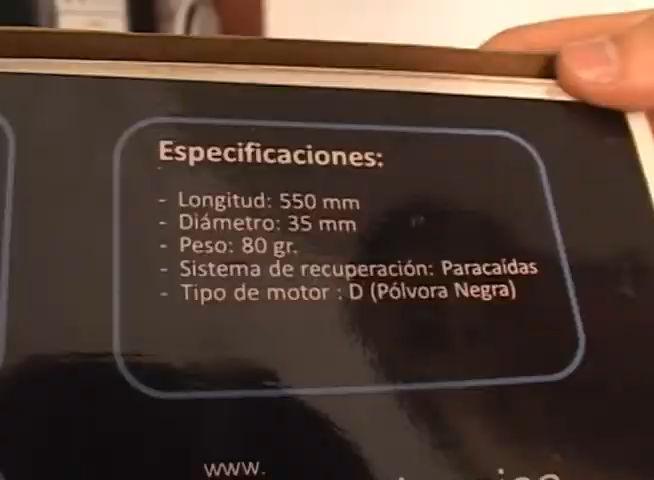 Especificaciones:
- Longitud: 550 mm
- Diámetro: 35 mm
- Peso: 80 gr.
- Sistema de recuperación: Paracaídas
- Tipo de motor : D (Pólvora Negra)
www.